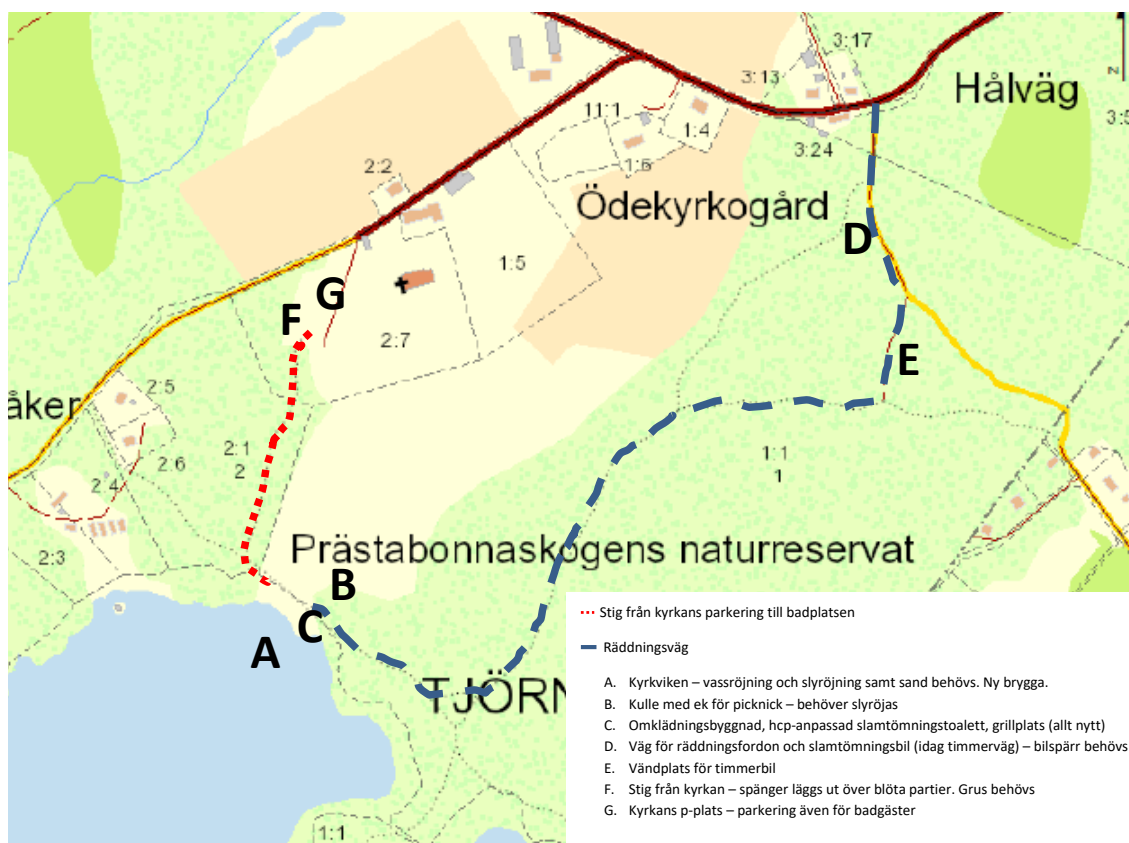 3:17
3:13
Hålväg
N
3:5
11:1
1:4
3:24
2:2
1:6
Ödekyrkogård
D
1:5
G
F
2:7
E
2:5
åker
2:1
2
2:6
1:1
1
2:4
Prästabonnaskogens naturreservat
2:3
B
C
A
TJÖRN
1:1
Stig från kyrkans parkering till badplatsen
Räddningsväg
A. Kyrkviken – vassröjning och slyröjning samt sand behövs. Ny brygga.
B. Kulle med ek för picknick – behöver slyröjas
C. Omklädningsbyggnad, hcp-anpassad slamtömningstoalett, grillplats (allt nytt)
D. Väg för räddningsfordon och slamtömningsbil (idag timmerväg) – bilspärr behövs
E. Vändplats för timmerbil
F. Stig från kyrkan – spänger läggs ut över blöta partier. Grus behövs
G. Kyrkans p-plats – parkering även för badgäster